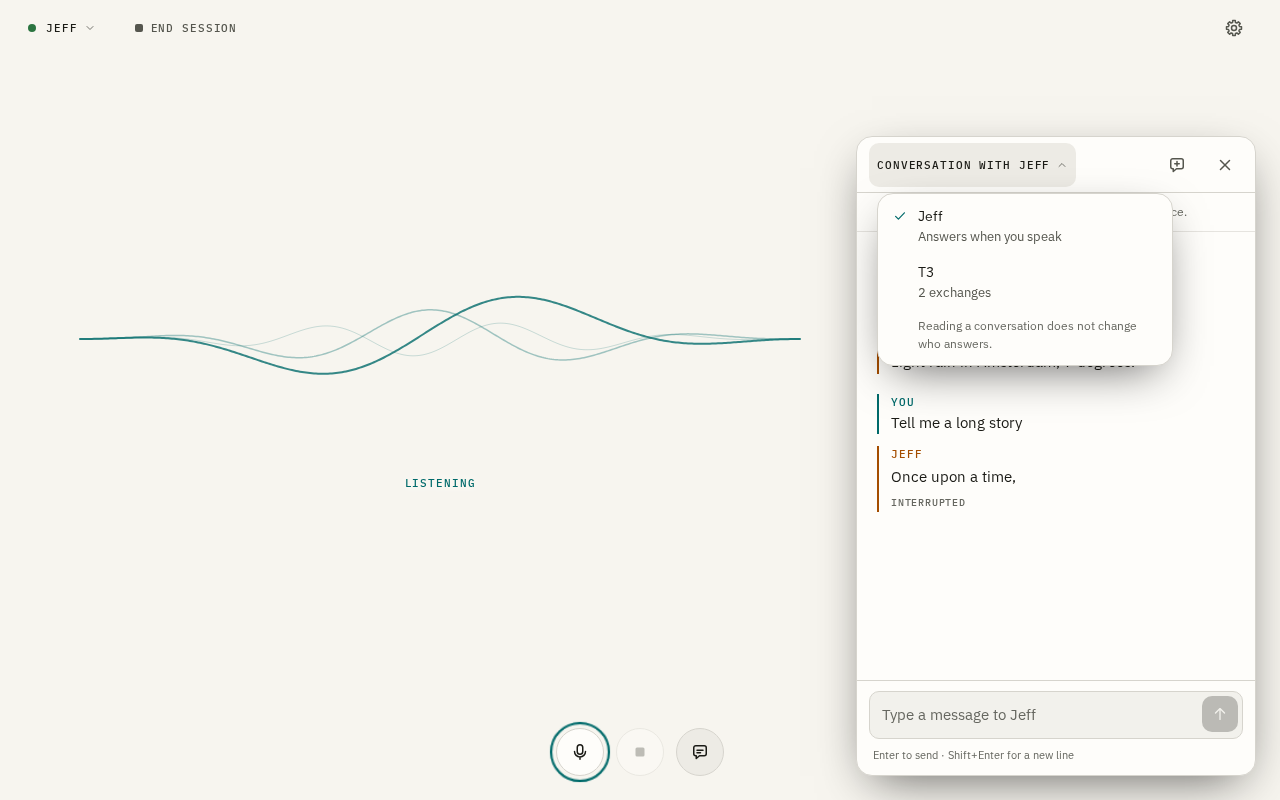 JEFF
END SESSION
LISTENING
CONVERSATION WITH JEFF
ce.
Jeff
Answers when you speak
T3
2 exchanges
Reading a conversation does not change
who answers.
YOU
Tell me a long story
JEFF
Once upon a time,
INTERRUPTED
Type a message to Jeff
Enter to send · Shift+Enter for a new line